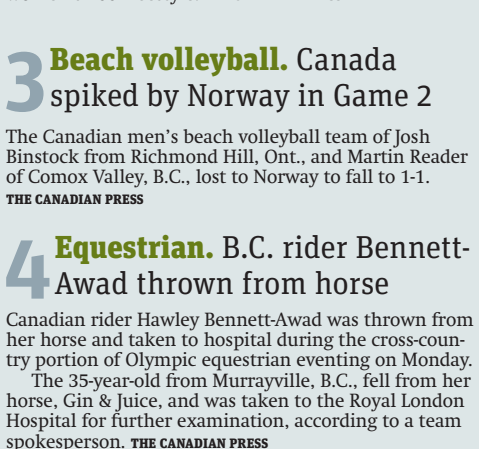 3 Beach volleyball. Canada
spiked by Norway in Game 2
The Canadian men's beach volleyball team of Josh
Binstock from Richmond Hill, Ont., and Martin Reader
of Comox Valley, B.C., lost to Norway to fall to 1-1.
THE CANADIAN PRESS
4 Equestrian. B.C. rider Bennett-
Awad thrown from horse
Canadian rider Hawley Bennett-Awad was thrown from
her horse and taken to hospital during the cross-coun-
try portion of Olympic equestrian eventing on Monday.
The 35-year-old from Murrayville, B.C., fell from her
horse, Gin & Juice, and was taken to the Royal London
Hospital for further examination, according to a team
spokesperson. THE CANADIAN PRESS